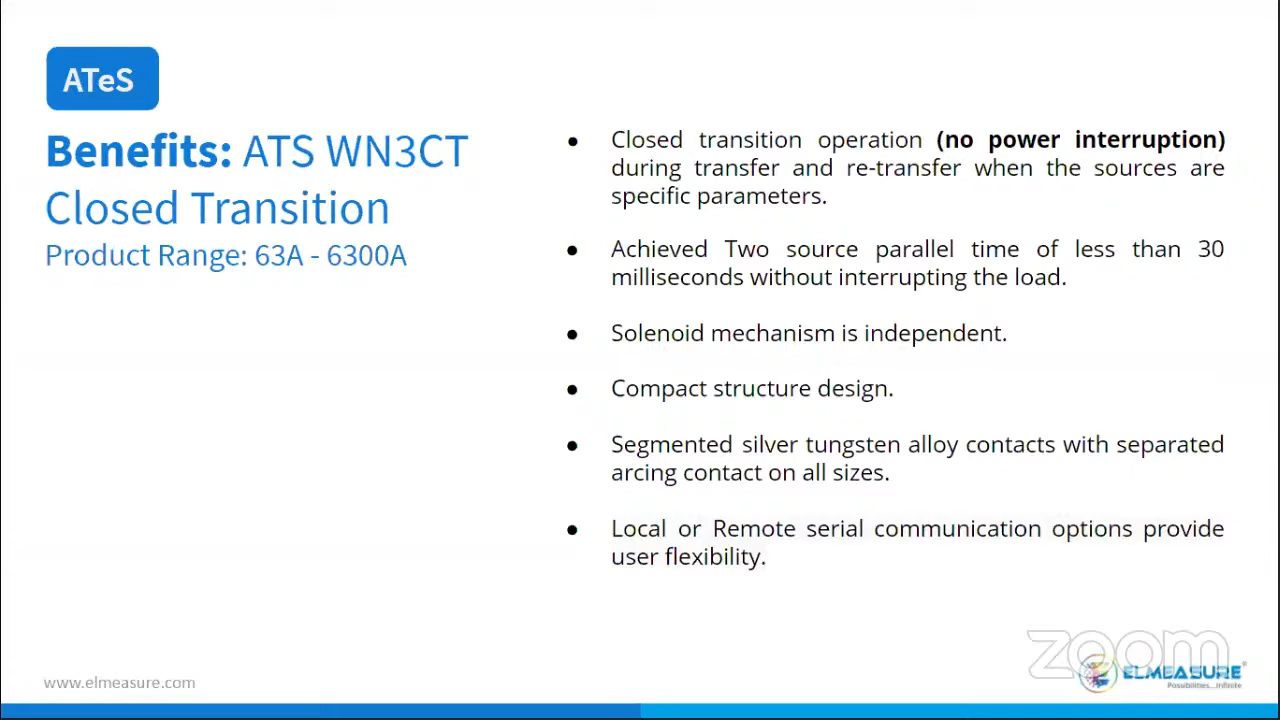 ATeS
Benefits: ATS WN3CT
Closed Transition
Product Range: 63A - 6300A
● Closed transition operation (no power interruption)
during transfer and re-transfer when the sources are
specific parameters.
● Achieved Two source parallel time of less than 30
milliseconds without interrupting the load.
● Solenoid mechanism is independent.
● Compact structure design.
● Segmented silver tungsten alloy contacts with separated
arcing contact on all sizes.
● Local or Remote serial communication options provide
user flexibility.
zoom
ELMEASURE®
Possibilities...Infinite
www.elmeasure.com